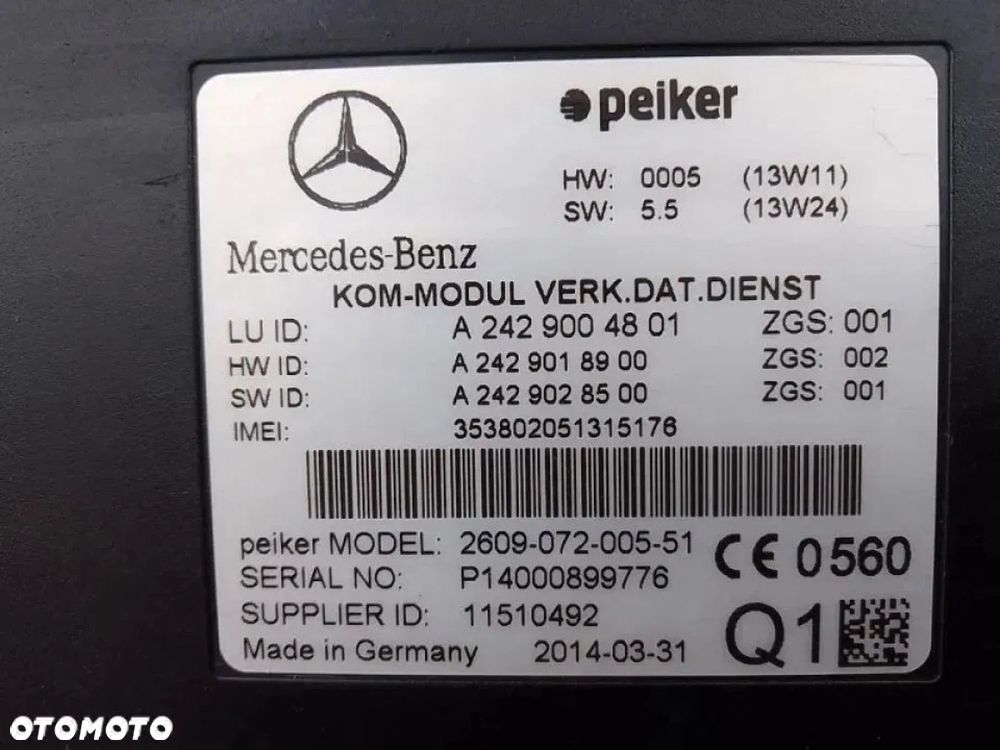 peiker
HW: 0005 (13W11)
SW: 5.5 (13W24)
Mercedes-Benz
KOM-MODUL VERK.DAT.DIENST
LU ID: A 242 900 48 01 ZGS: 001
HW ID: A 242 901 89 00 ZGS: 002
SW ID: A 242 902 85 00 ZGS: 001
IMEI: 353802051315176
peiker MODEL: 2609-072-005-51
SERIAL NO: P14000899776
SUPPLIER ID: 11510492
Made in Germany 2014-03-31
CE 0560
Q1
OTOMOTO